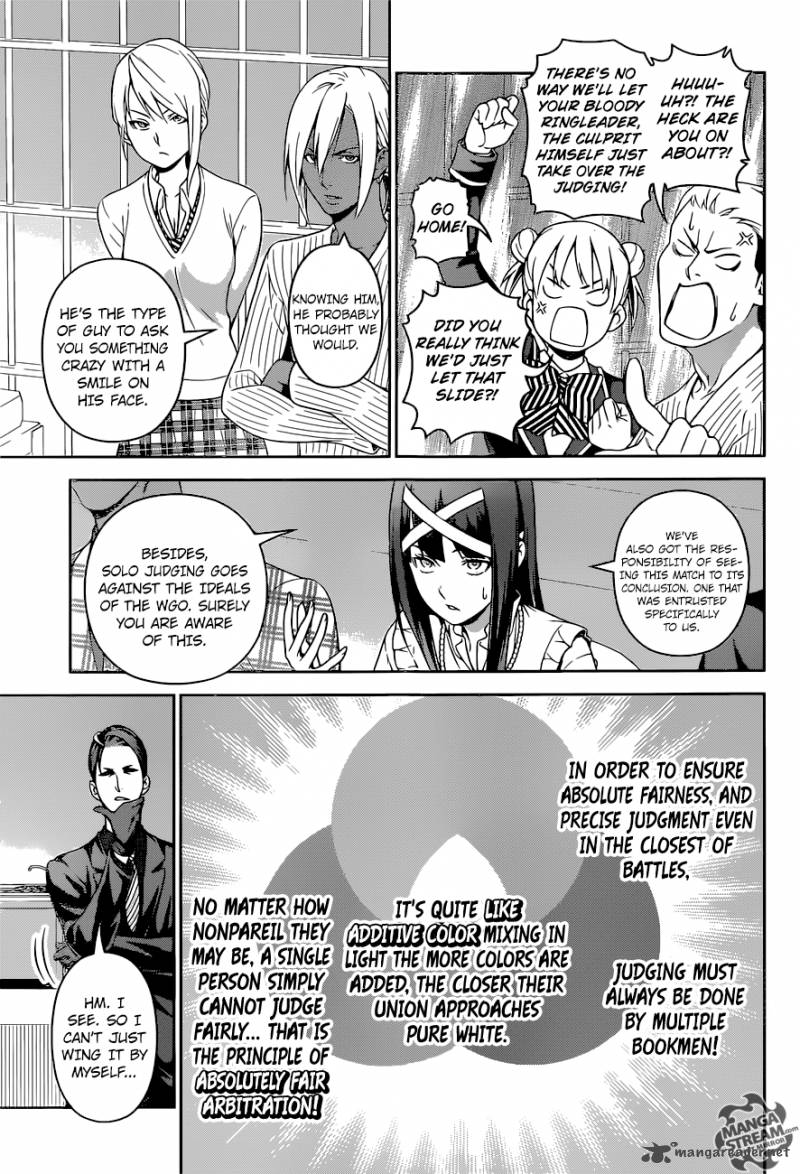 HUUU-
UH?! THE
HECK ARE
YOU ON
ABOUT?!
THERE'S NO
WAY WE'LL LET
YOUR BLOODY
RINGLEADER,
THE CULPRIT
HIMSELF JUST
TAKE OVER THE
JUDGING!
GO
HOME!
DID YOU
REALLY THINK
WE'D JUST
LET THAT
SLIDE?!
KNOWING HIM,
HE PROBABLY
THOUGHT WE
WOULD.
HE'S THE TYPE
OF GUY TO ASK
YOU SOMETHING
CRAZY WITH A
SMILE ON
HIS FACE.
WE'VE
ALSO GOT THE RES-
PONSIBILITY OF SEE-
ING THIS MATCH TO ITS
CONCLUSION. ONE THAT
WAS ENTRUSTED
SPECIFICALLY
TO US.
BESIDES,
SOLO JUDGING GOES
AGAINST THE IDEALS
OF THE WGO. SURELY
YOU ARE AWARE
OF THIS.
IN ORDER TO ENSURE
ABSOLUTE FAIRNESS, AND
PRECISE JUDGMENT EVEN
IN THE CLOSEST OF
BATTLES,
JUDGING MUST
ALWAYS BE DONE
BY MULTIPLE
BOOKMEN!
IT'S QUITE LIKE
ADDITIVE COLOR MIXING IN
LIGHT THE MORE COLORS ARE
ADDED, THE CLOSER THEIR
UNION APPROACHES
PURE WHITE.
NO MATTER HOW
NONPAREIL THEY
MAY BE, A SINGLE
PERSON SIMPLY
CANNOT JUDGE
FAIRLY... THAT IS
THE PRINCIPLE OF
ABSOLUTELY FAIR
ARBITRATION!
HM. I
SEE. SO I
CAN'T JUST
WING IT BY
MYSELF...
MANGA
STREAM
mangareader.net